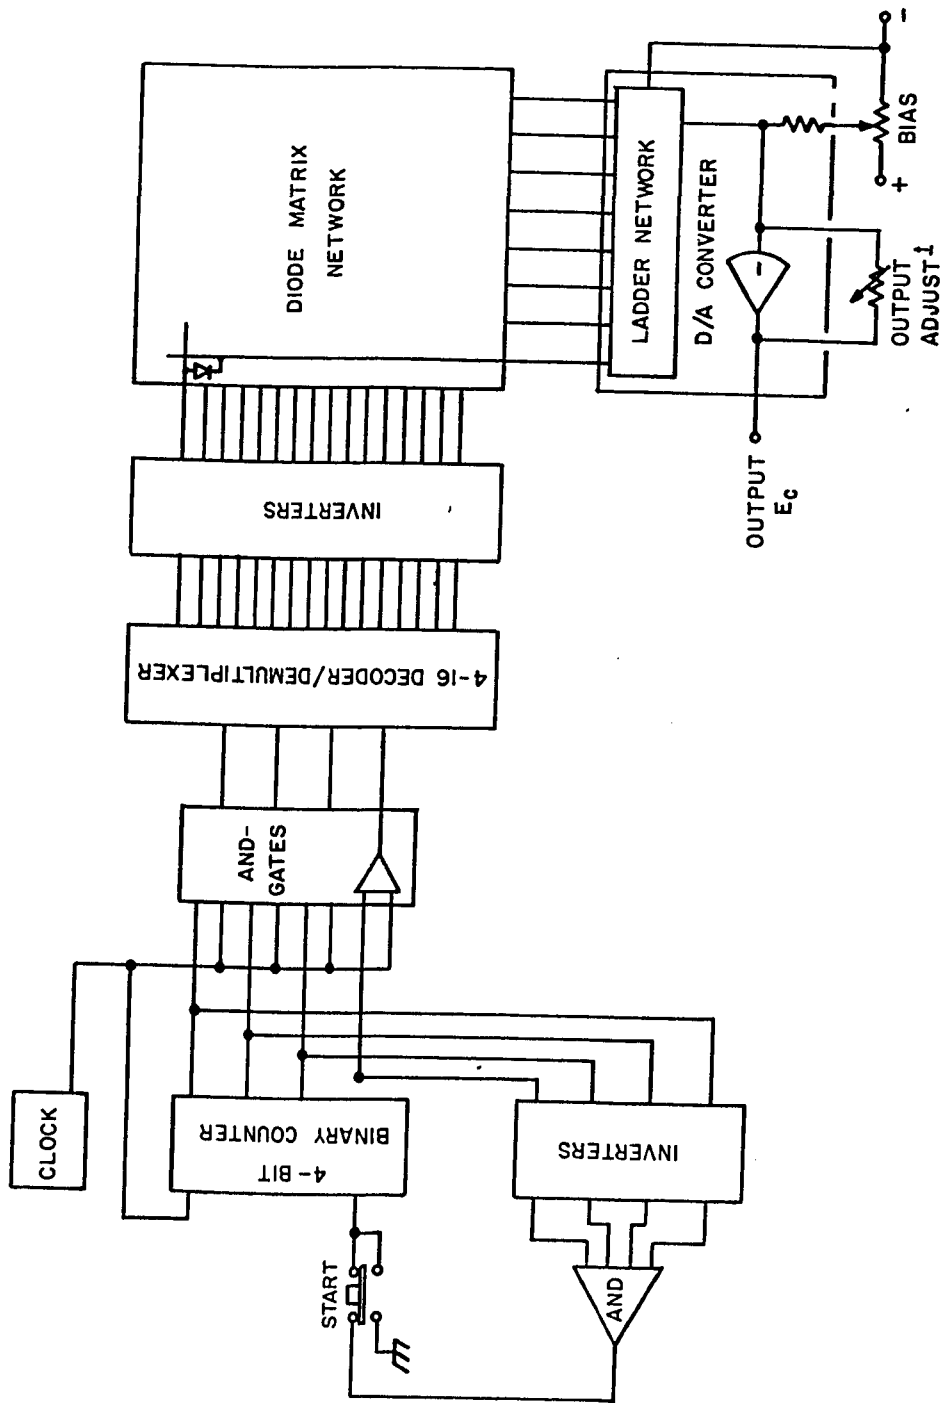 CLOCK
4-BIT
BINARY COUNTER
START
AND
INVERTERS
AND-
GATES
4-16 DECODER/DEMULTIPLEXER
INVERTERS
DIODE MATRIX
NETWORK
LADDER NETWORK
D/A CONVERTER
-
OUTPUT
Ec
OUTPUT
ADJUST1
+
BIAS
-